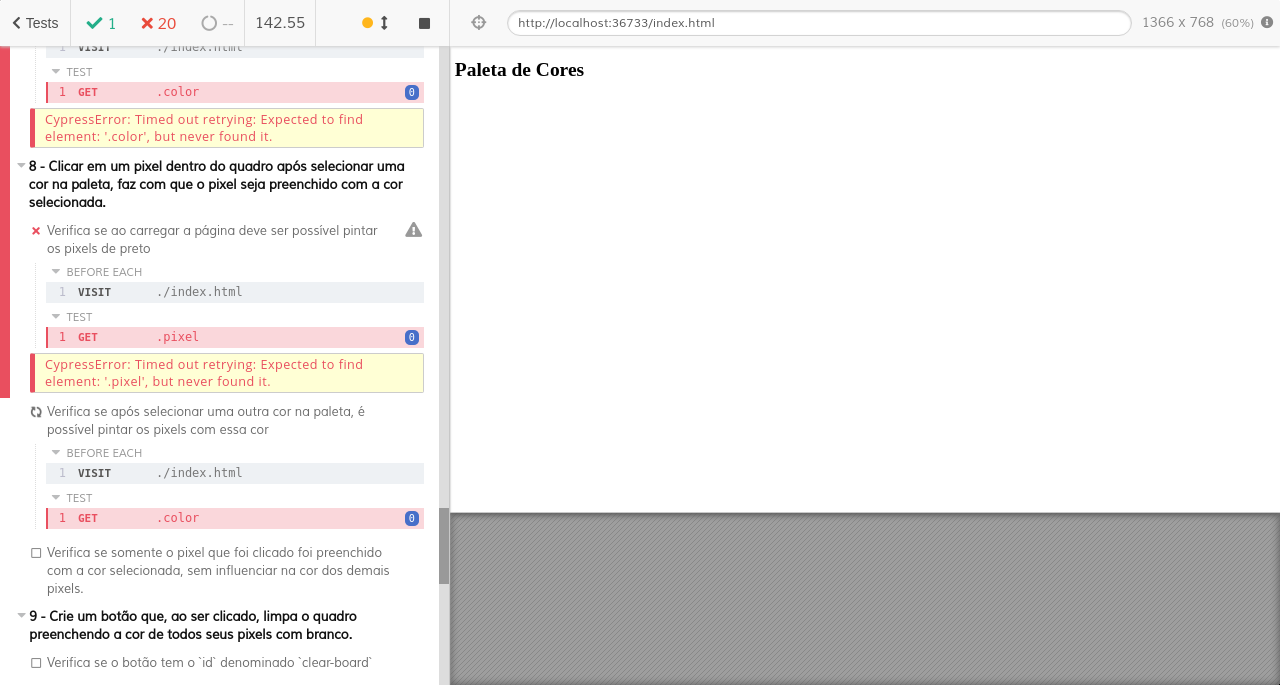 Tests
1
20
--
142.55
http://localhost:36733/index.html
1366 x 768 (60%)
1 VISIT ./index.html
TEST
1 GET .color 0
CypressError: Timed out retrying: Expected to find
element: '.color', but never found it.
8 - Clicar em um pixel dentro do quadro após selecionar uma
cor na paleta, faz com que o pixel seja preenchido com a cor
selecionada.
Verifica se ao carregar a página deve ser possível pintar
os pixels de preto
BEFORE EACH
1 VISIT ./index.html
TEST
1 GET .pixel 0
CypressError: Timed out retrying: Expected to find
element: '.pixel', but never found it.
Verifica se após selecionar uma outra cor na paleta, é
possível pintar os pixels com essa cor
BEFORE EACH
1 VISIT ./index.html
TEST
1 GET .color 0
Verifica se somente o pixel que foi clicado foi preenchido
com a cor selecionada, sem influenciar na cor dos demais
pixels.
9 - Crie um botão que, ao ser clicado, limpa o quadro
preenchendo a cor de todos seus pixels com branco.
Verifica se o botão tem o `id` denominado `clear-board`
Paleta de Cores